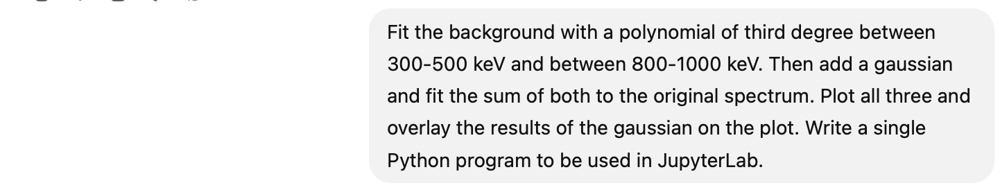 Fit the background with a polynomial of third degree between
300-500 keV and between 800-1000 keV. Then add a gaussian
and fit the sum of both to the original spectrum. Plot all three and
overlay the results of the gaussian on the plot. Write a single
Python program to be used in JupyterLab.